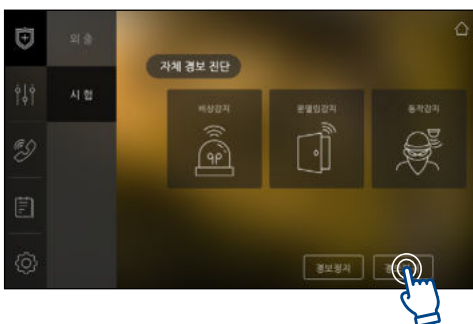 외출
시험
자체 경보 진단
비상감지
문열림감지
동작감지
경보정지